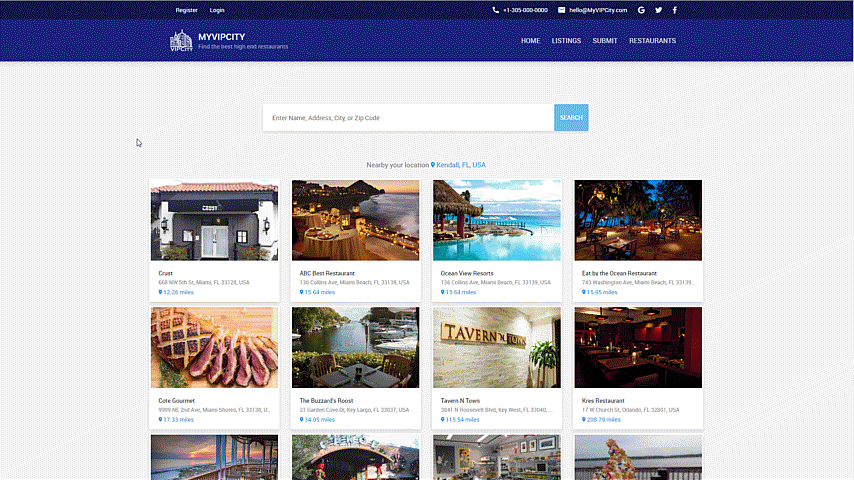 Register Login +1-305-000-0000 hello@MyVIPCity.com
MYVIPCITY
Find the best high end restaurants
VIPCITY
HOME LISTINGS SUBMIT RESTAURANTS
Enter Name, Address, City, or Zip Code SEARCH
Nearby your location Kendall, FL, USA
CRUST
Crust
668 NW 5th St, Miami, FL 33128, USA
12.26 miles
ABC Best Restaurant
136 Collins Ave, Miami Beach, FL 33139, USA
15.64 miles
Ocean View Resorts
136 Collins Ave, Miami Beach, FL 33139, USA
15.64 miles
Eat by the Ocean Restaurant
743 Washington Ave, Miami Beach, FL 33139,
15.95 miles
Cote Gourmet
9999 NE 2nd Ave, Miami Shores, FL 33138, U...
17.33 miles
The Buzzard's Roost
21 Garden Cove Dr, Key Largo, FL 33037, USA
34.05 miles
TAVERN N TOWN
Tavern N Town
3841 N Roosevelt Blvd, Key West, FL 33040, ...
115.54 miles
Kres Restaurant
17 W Church St, Orlando, FL 32801, USA
208.79 miles